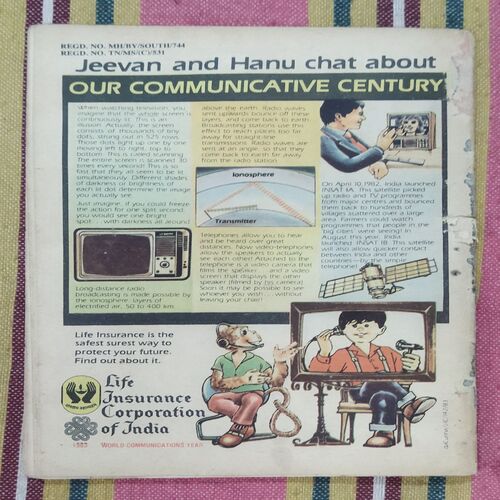 REGD. NO. MH/BY/SOUTH/744
REGD. NO. TN/MS/(C)/831
Jeevan and Hanu chat about
OUR COMMUNICATIVE CENTURY
When watching television, you
imagine that the whole screen is
continuously lit. This is an
illusion. Actually, the screen
consists of thousands of tiny
dots, strung out in 525 rows.
Those dots light up one by one
moving left to right, top to
bottom. This is called scanning.
The entire screen is scanned 30
times every second! This is so
fast that they all seem to be lit
simultaneously. Different shades
of darkness or brightness of
each lit dot determine the image
you actually see.
Just imagine, if you could freeze
the action for one split second,
you would see one bright
spot ... with darkness all around.
Long-distance radio
broadcasting is made possible by
the ionosphere, layers of
electrified air, 50 to 400 km
above the earth. Radio waves
sent upwards bounce off these
layers, and come back to earth.
Broadcasting stations use this
effect to reach places too far
away for straight-line
transmissions. Radio waves are
sent at an angle, so that they
come back to earth far away
from the radio station.
Ionosphere
Transmitter
Telephones allow you to hear
and be heard over great
distances. Now video-telephones
allow the speakers to actually
see each other! Attached to the
telephone is a video camera that
films the speaker ... and a video
screen that displays the other
speaker (filmed by his camera).
Soon it may be possible to see
whoever you wish ... without
leaving your chair!
On April 10, 1982, India launched
INSAT 1A. This satellite picked
up radio and TV programmes
from major centres and bounced
them back to hundreds of
villages scattered over a large
area. Farmers could watch
programmes that people in the
'big cities' were seeing! In
August this year, India
launched INSAT 1B. This satellite
will also allow quicker contact
between India and other
countries—by the simple
telephone!
Life Insurance is the
safest surest way to
protect your future.
Find out about it.
Life
Insurance
Corporation
of India
1983 WORLD COMMUNICATIONS YEAR